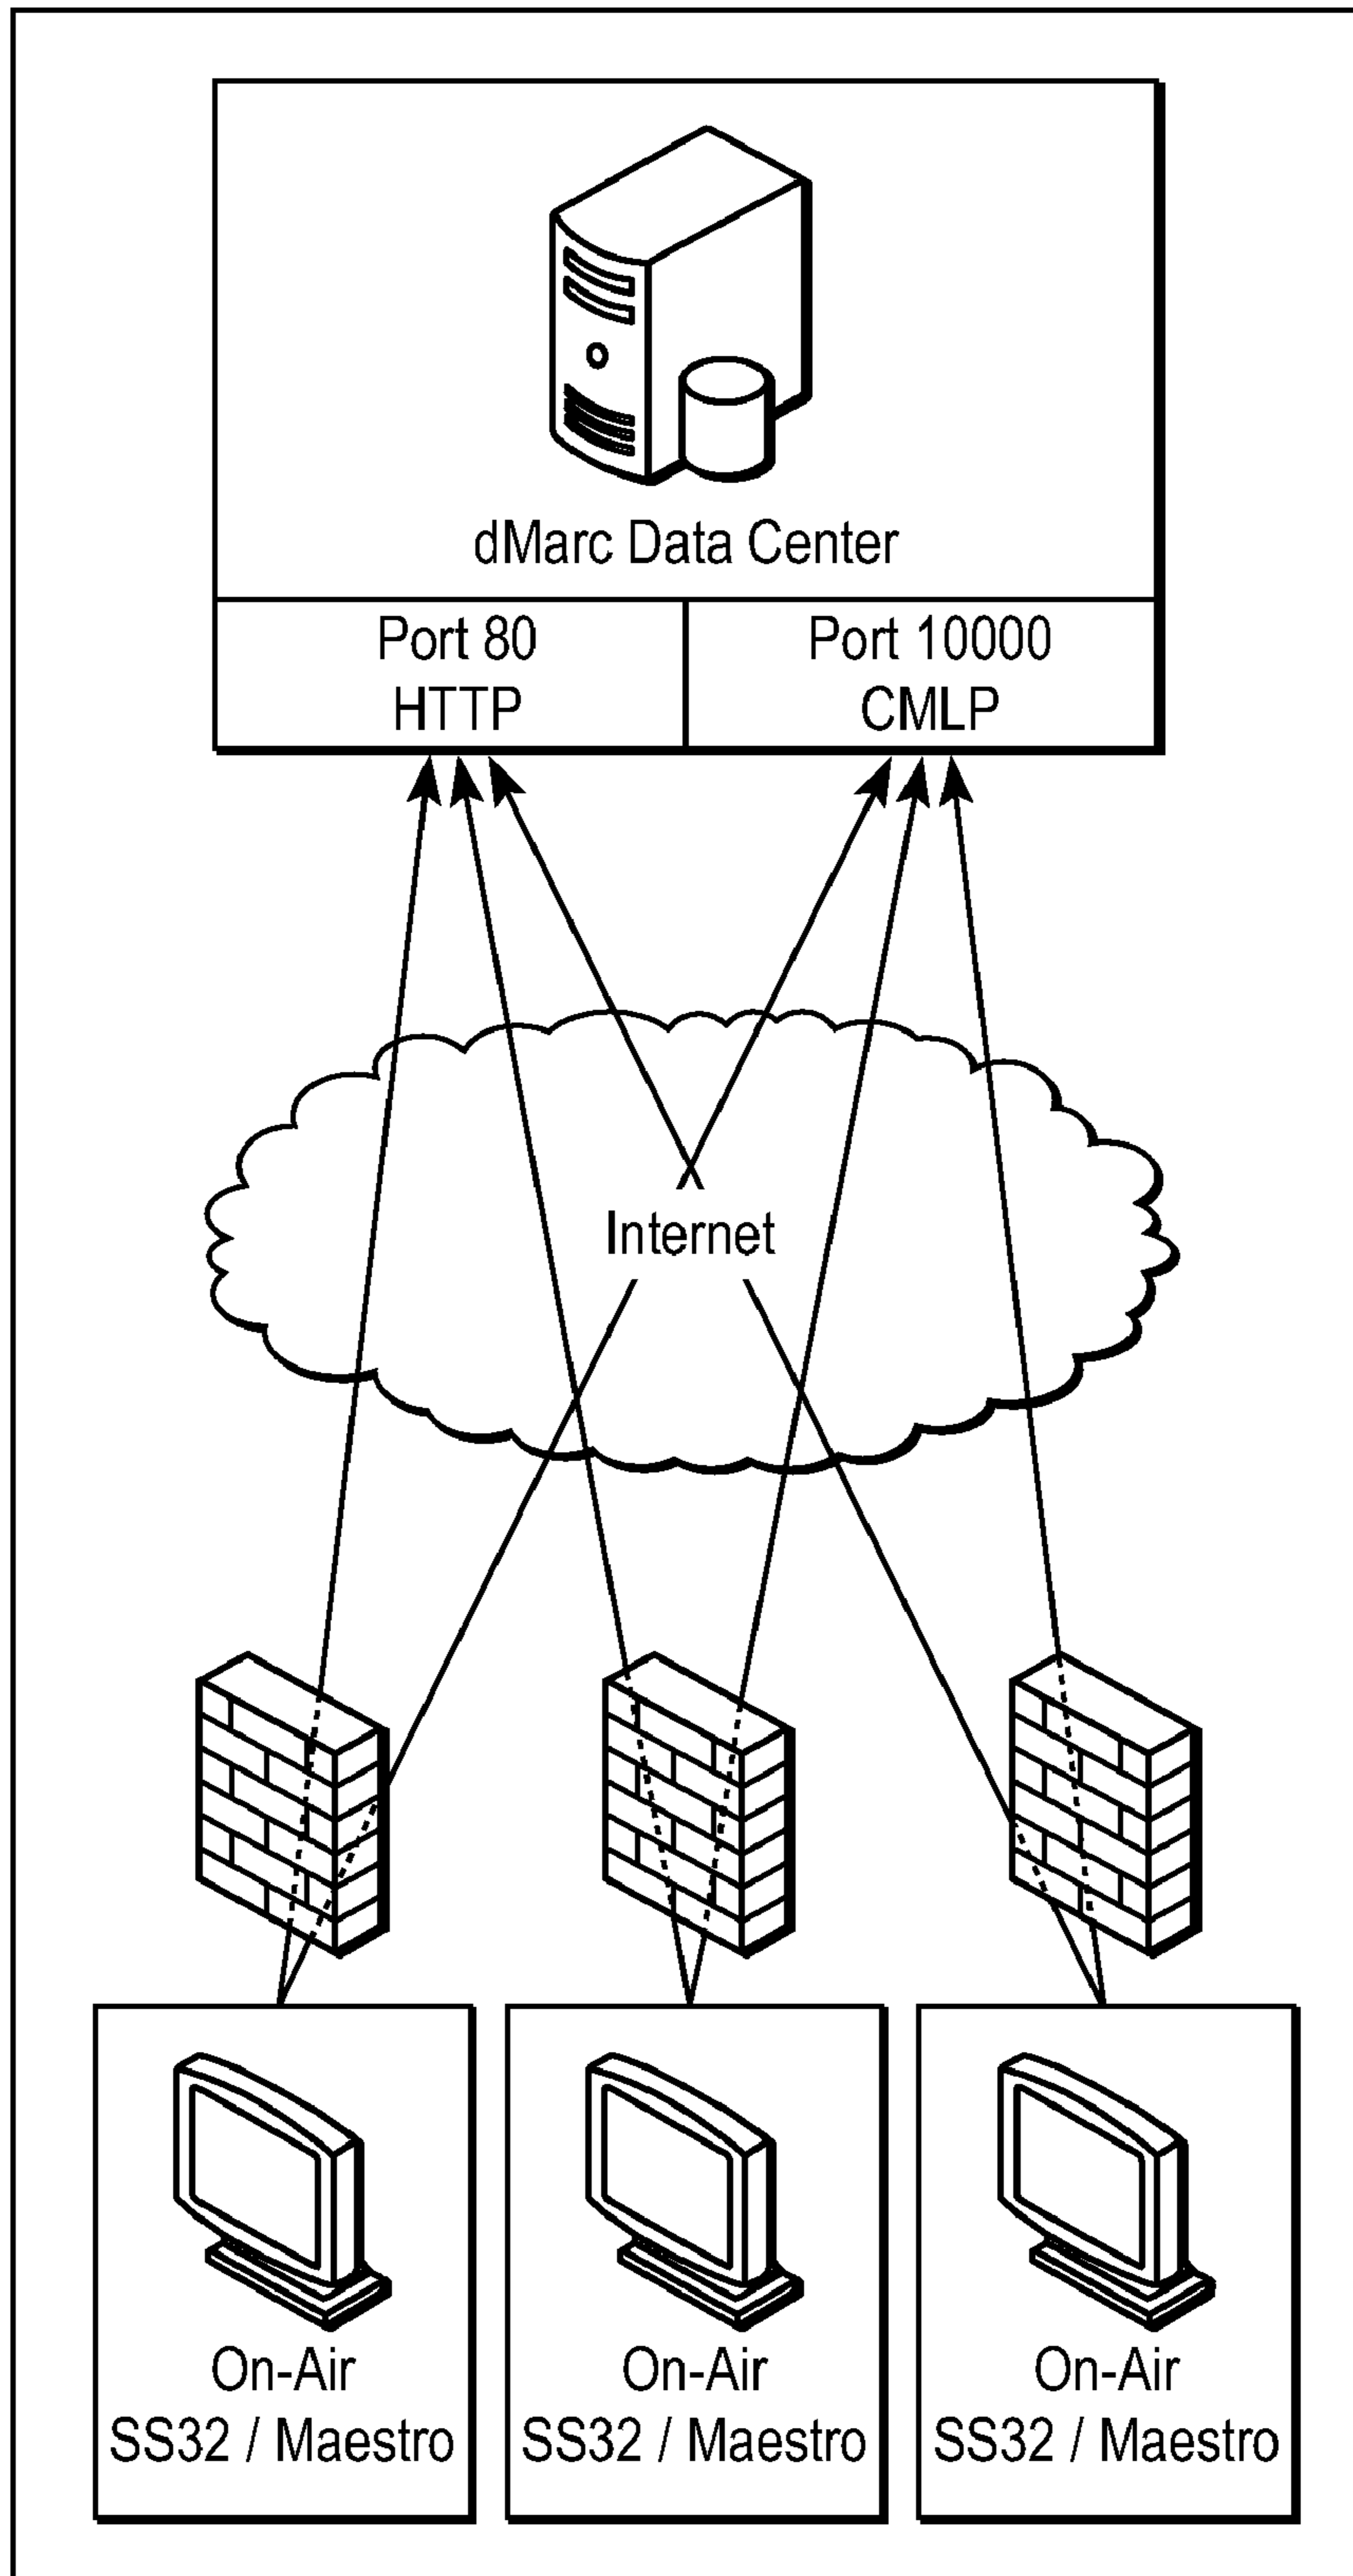 dMarc Data Center
Port 80
HTTP
Port 10000
CMLP
Internet
On-Air
SS32 / Maestro
On-Air
SS32 / Maestro
On-Air
SS32 / Maestro